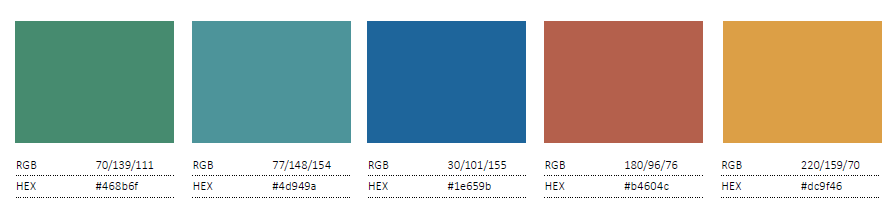 RGB 70/139/111 RGB 77/148/154 RGB 30/101/155 RGB 180/96/76 RGB 220/159/70
HEX #468b6f HEX #4d949a HEX #1e659b HEX #b4604c HEX #dc9f46